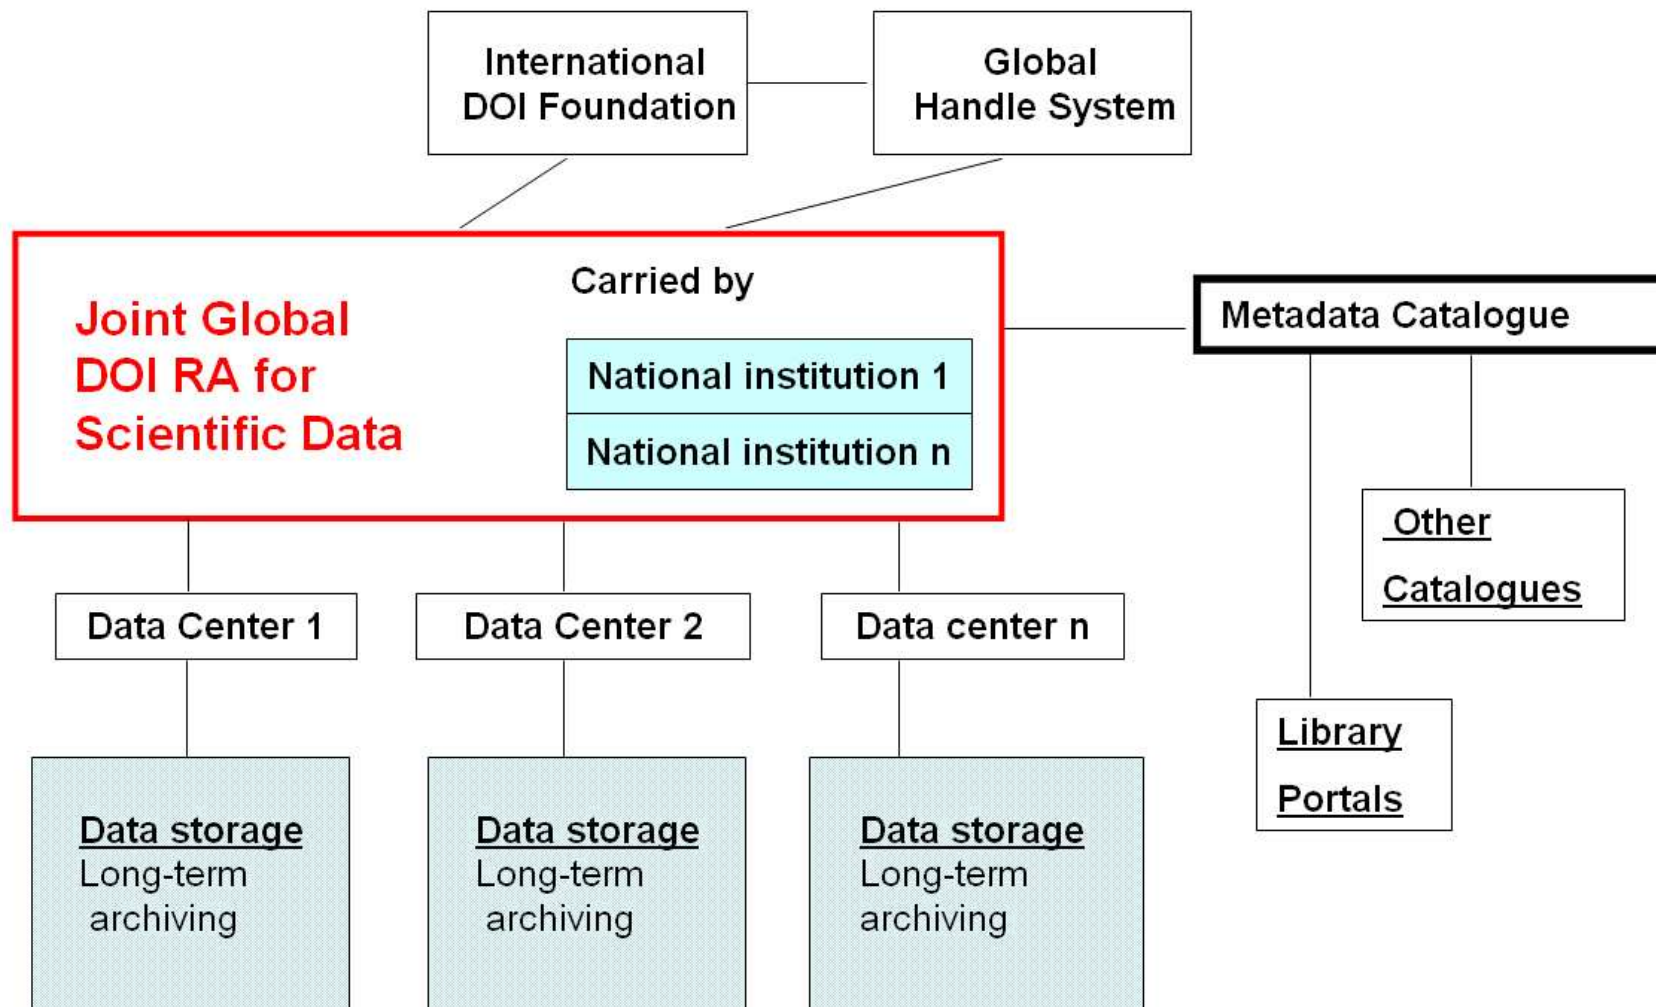 International
DOI Foundation
Global
Handle System
Carried by
Joint Global
DOI RA for
Scientific Data
National institution 1
National institution n
Metadata Catalogue
Other
Catalogues
Library
Portals
Data Center 1
Data Center 2
Data center n
Data storage
Long-term
archiving
Data storage
Long-term
archiving
Data storage
Long-term
archiving